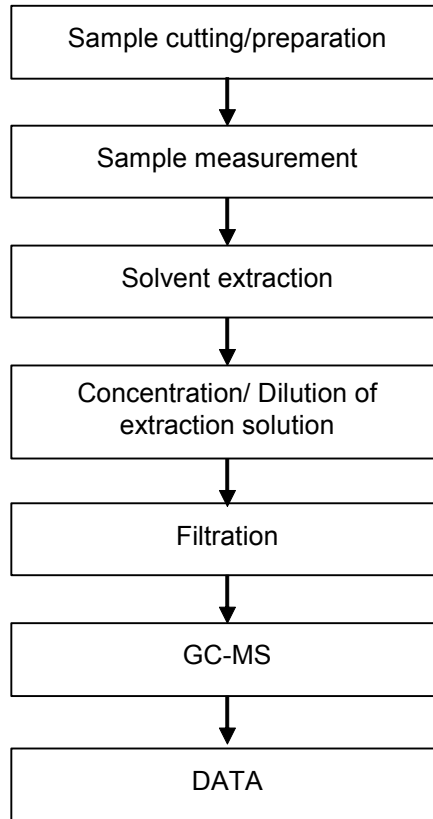 Sample cutting/preparation
Sample measurement
Solvent extraction
Concentration/ Dilution of
extraction solution
Filtration
GC-MS
DATA